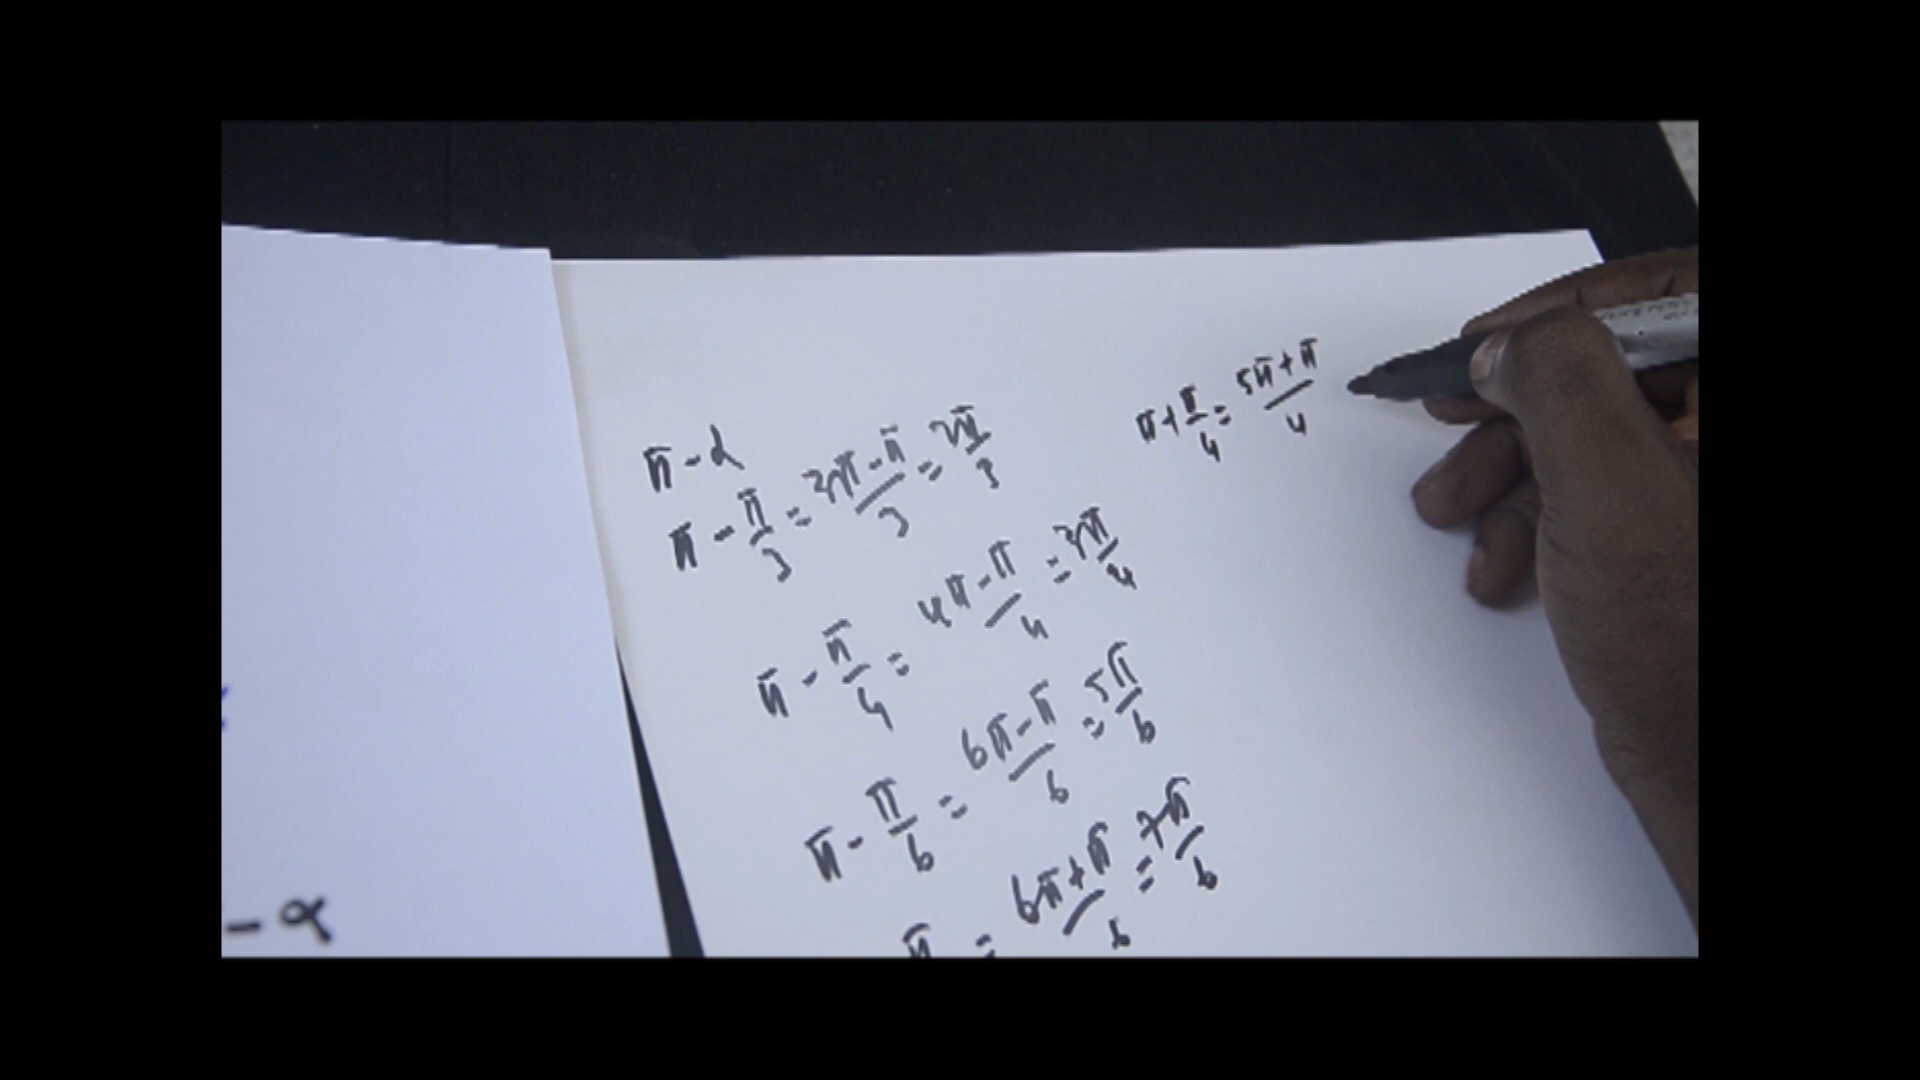 π - α
π - π/3 = 3π - π/3 = 2π/3
π - π/4 = 4π - π/4 = 3π/4
π - π/6 = 6π - π/6 = 5π/6
π = 6π + π/6 = 7π/6
π + π/4 = 5π + π/4
- α